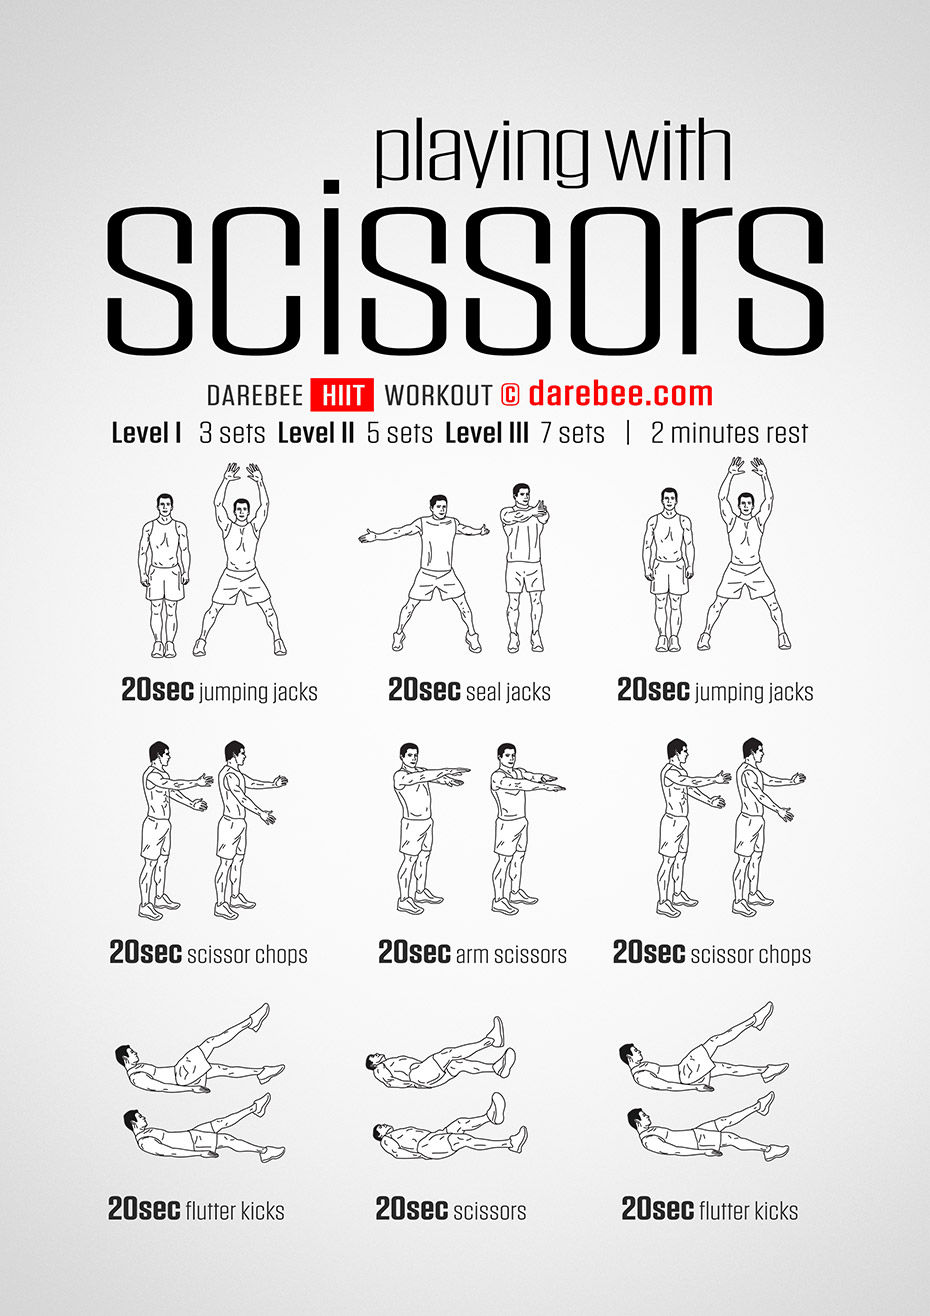 playing with
scissors
DAREBEE HIIT WORKOUT © darebee.com
Level I 3 sets Level II 5 sets Level III 7 sets | 2 minutes rest
20sec jumping jacks 20sec seal jacks 20sec jumping jacks
20sec scissor chops 20sec arm scissors 20sec scissor chops
20sec flutter kicks 20sec scissors 20sec flutter kicks